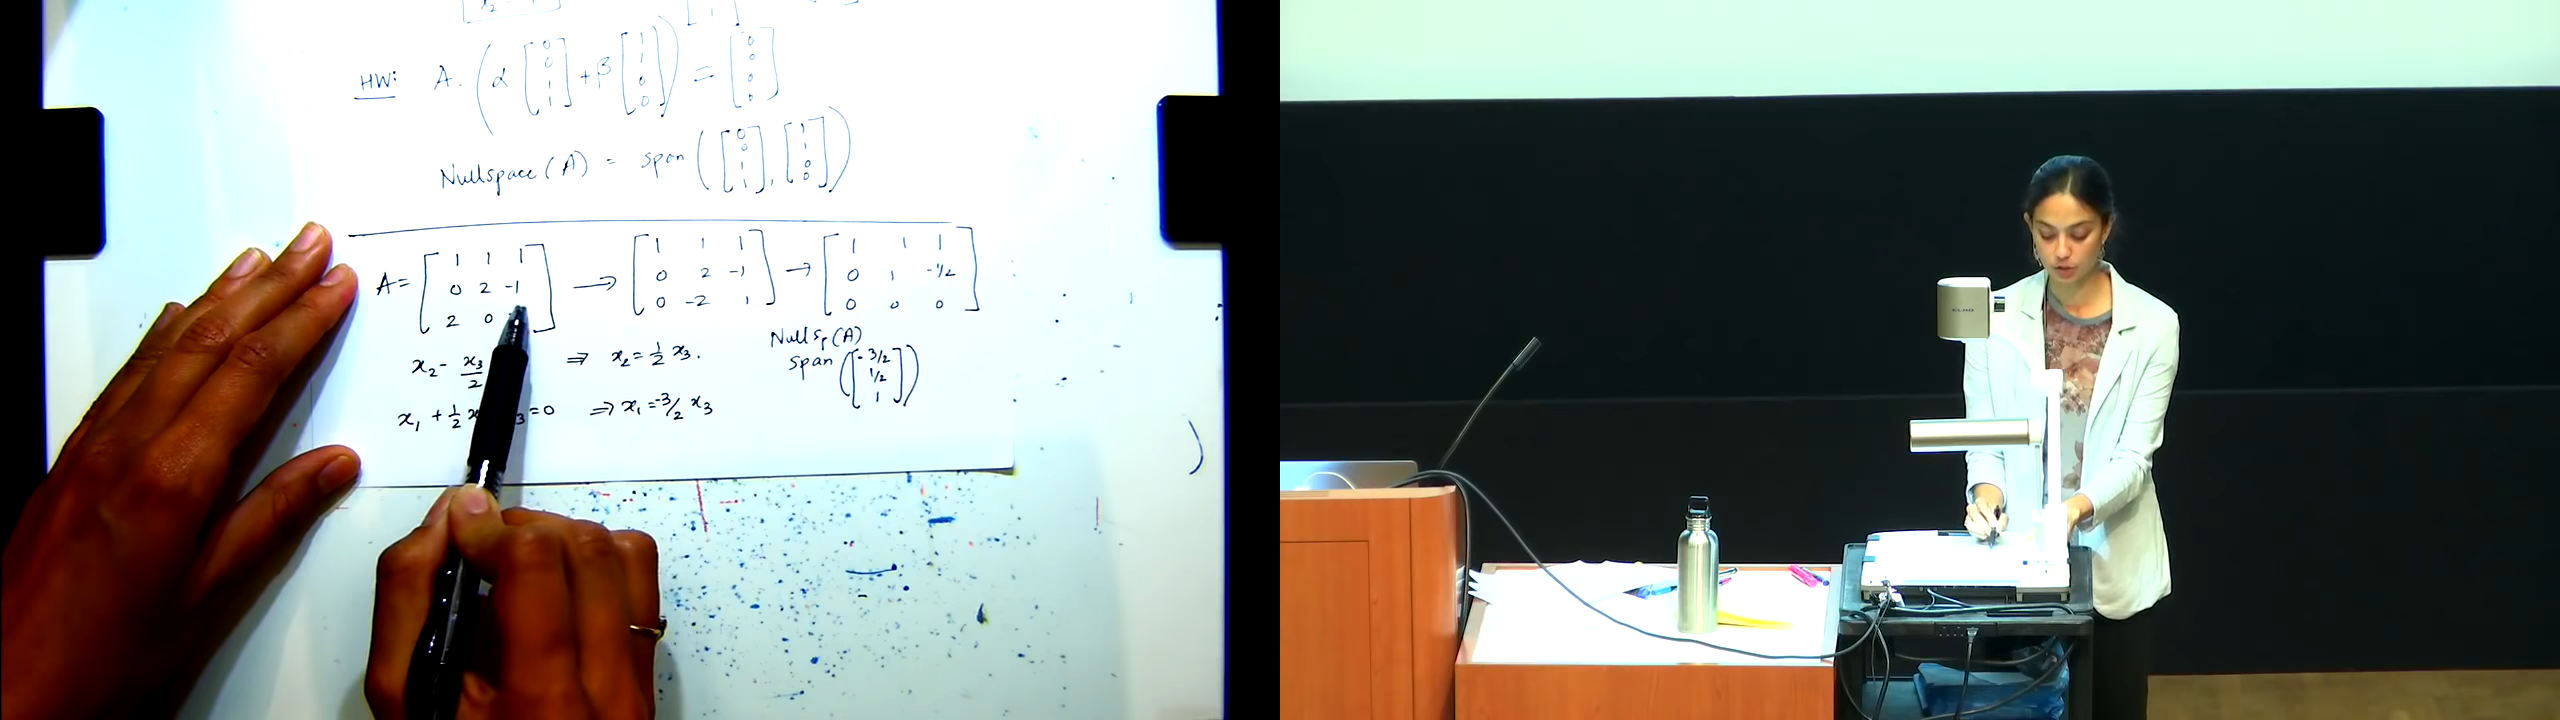 HW: A. ( α [ 0 0 1 1 ] + β [ 1 1 0 0 ] ) = [ 0 0 0 0 ]
Nullspace (A) = span ( [ 0 0 1 1 ], [ 1 1 0 0 ] )
A = [ 1 1 1 → [ 1 1 1 → [ 1 1 1
0 2 -1 0 2 -1 0 1 -1/2
2 0 ] 0 -2 1 ] 0 0 0 ]
Nullsp(A)
x₂ - x₃/2 ⇒ x₂ = 1/2 x₃. span ( [ -3/2 1/2 1 ] )
x₁ + 1/2 x 3 = 0 ⇒ x₁ = -3/2 x₃
ELMO